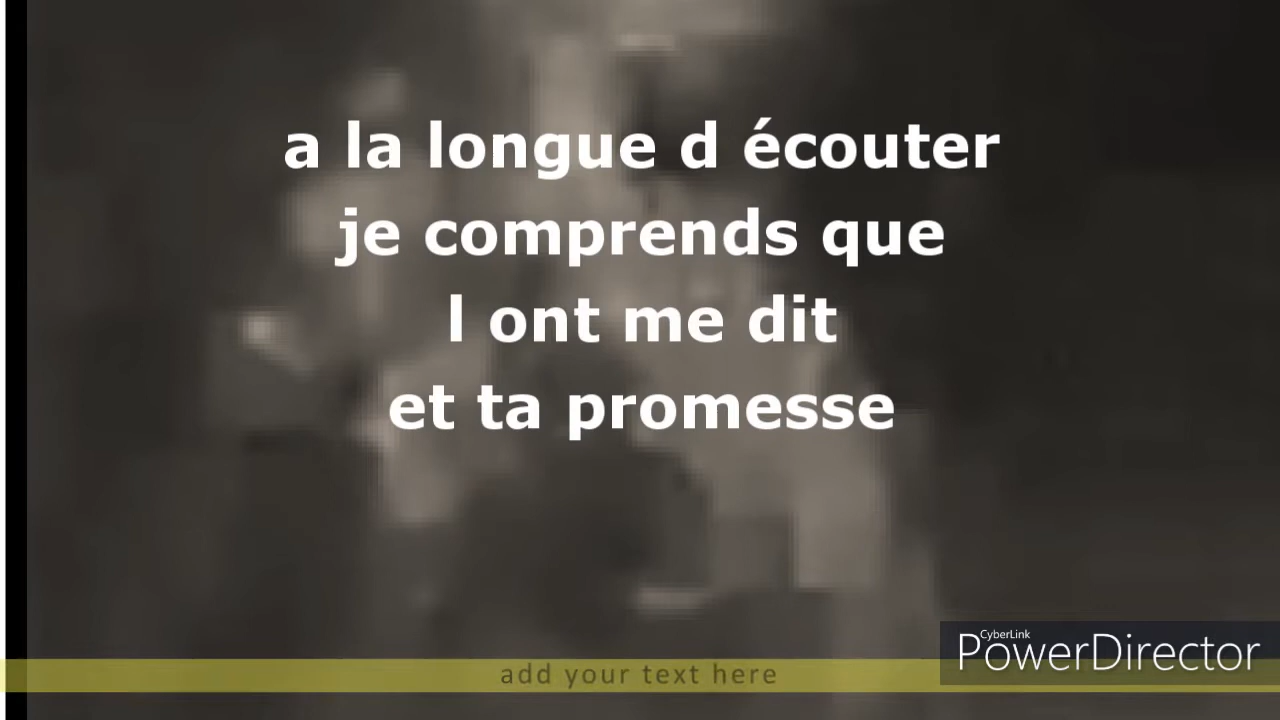 a la longue d écouter
je comprends que
l ont me dit
et ta promesse
CyberLink
PowerDirector
add your text here